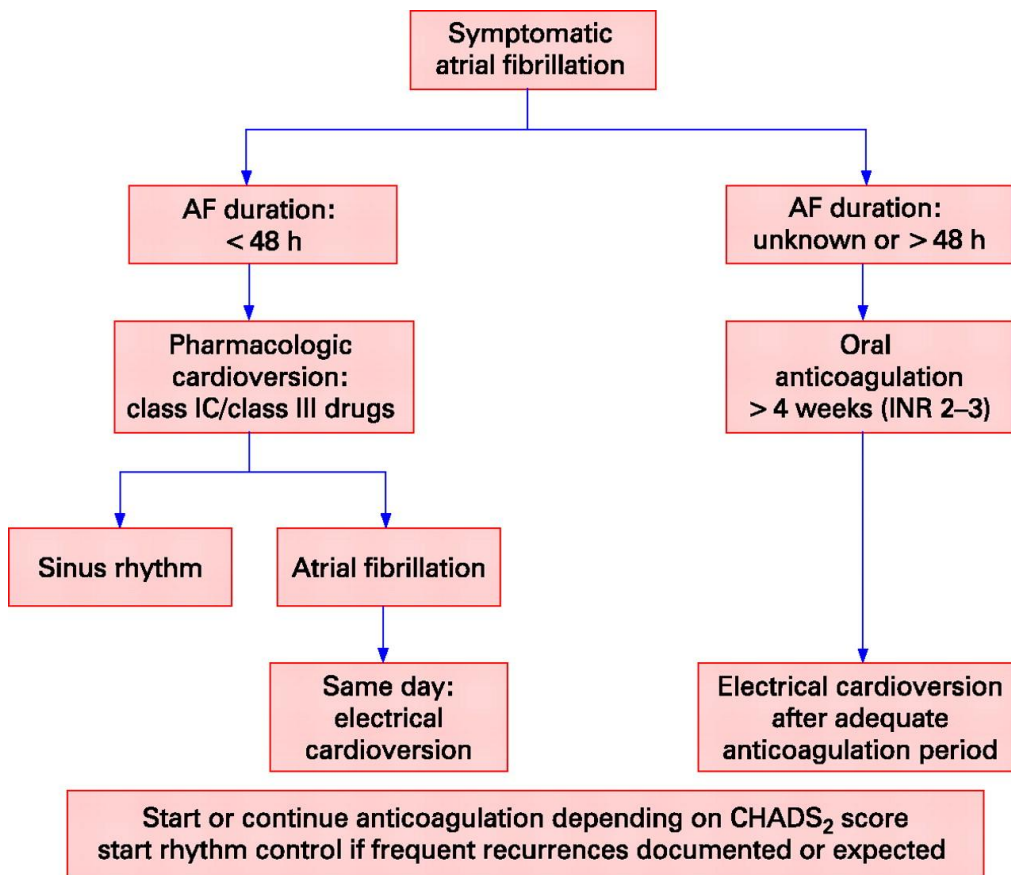 Symptomatic
atrial fibrillation
AF duration:
< 48 h
AF duration:
unknown or > 48 h
Pharmacologic
cardioversion:
class IC/class III drugs
Oral
anticoagulation
> 4 weeks (INR 2–3)
Sinus rhythm
Atrial fibrillation
Same day:
electrical
cardioversion
Electrical cardioversion
after adequate
anticoagulation period
Start or continue anticoagulation depending on CHADS₂ score
start rhythm control if frequent recurrences documented or expected